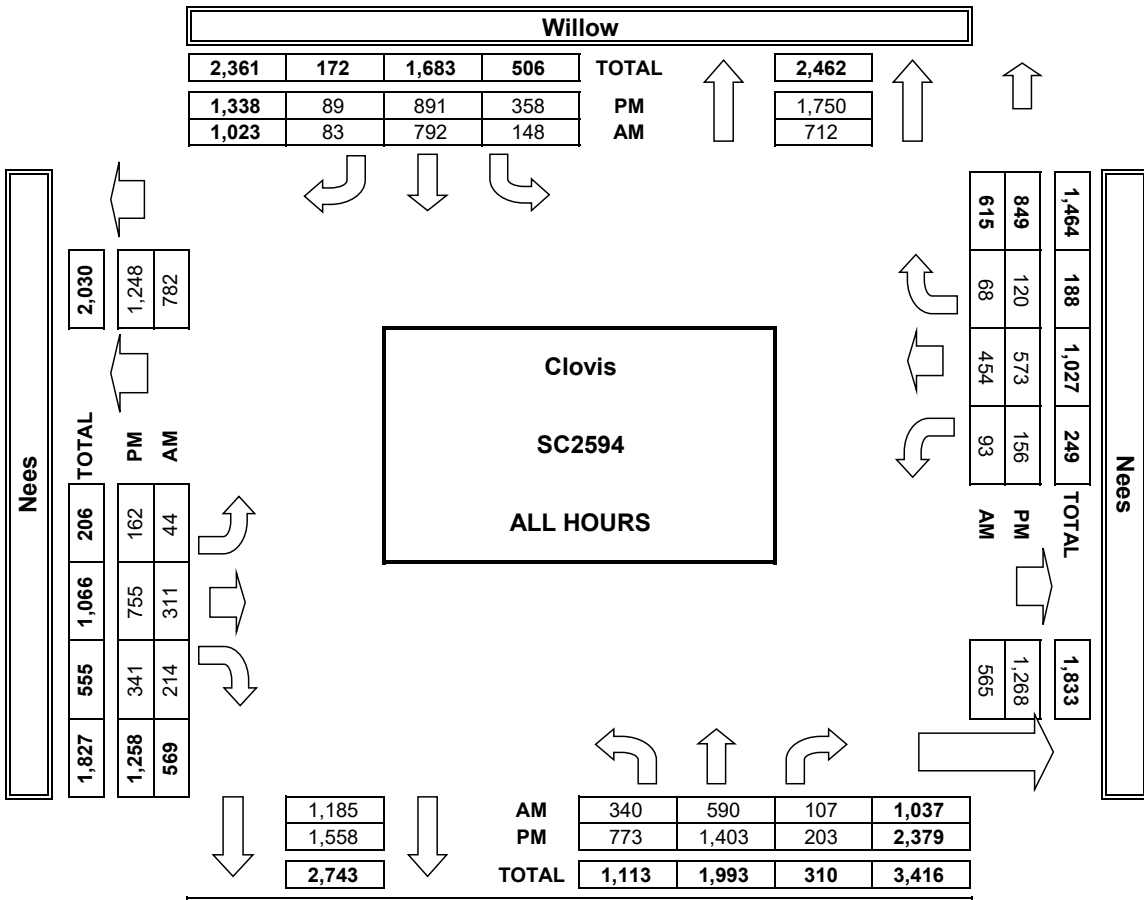 Willow
2,361 172 1,683 506 TOTAL 2,462
1,338 89 891 358 PM 1,750
1,023 83 792 148 AM 712
Nees
2,030
1,248
782
TOTAL 206 1,066 555 1,827
PM 162 755 341 1,258
AM 44 311 214 569
Clovis
SC2594
ALL HOURS
1,464 188 1,027 249 TOTAL 1,833
849 120 573 156 PM 1,268
615 68 454 93 AM 565
Nees
1,185 AM 340 590 107 1,037
1,558 PM 773 1,403 203 2,379
2,743 TOTAL 1,113 1,993 310 3,416